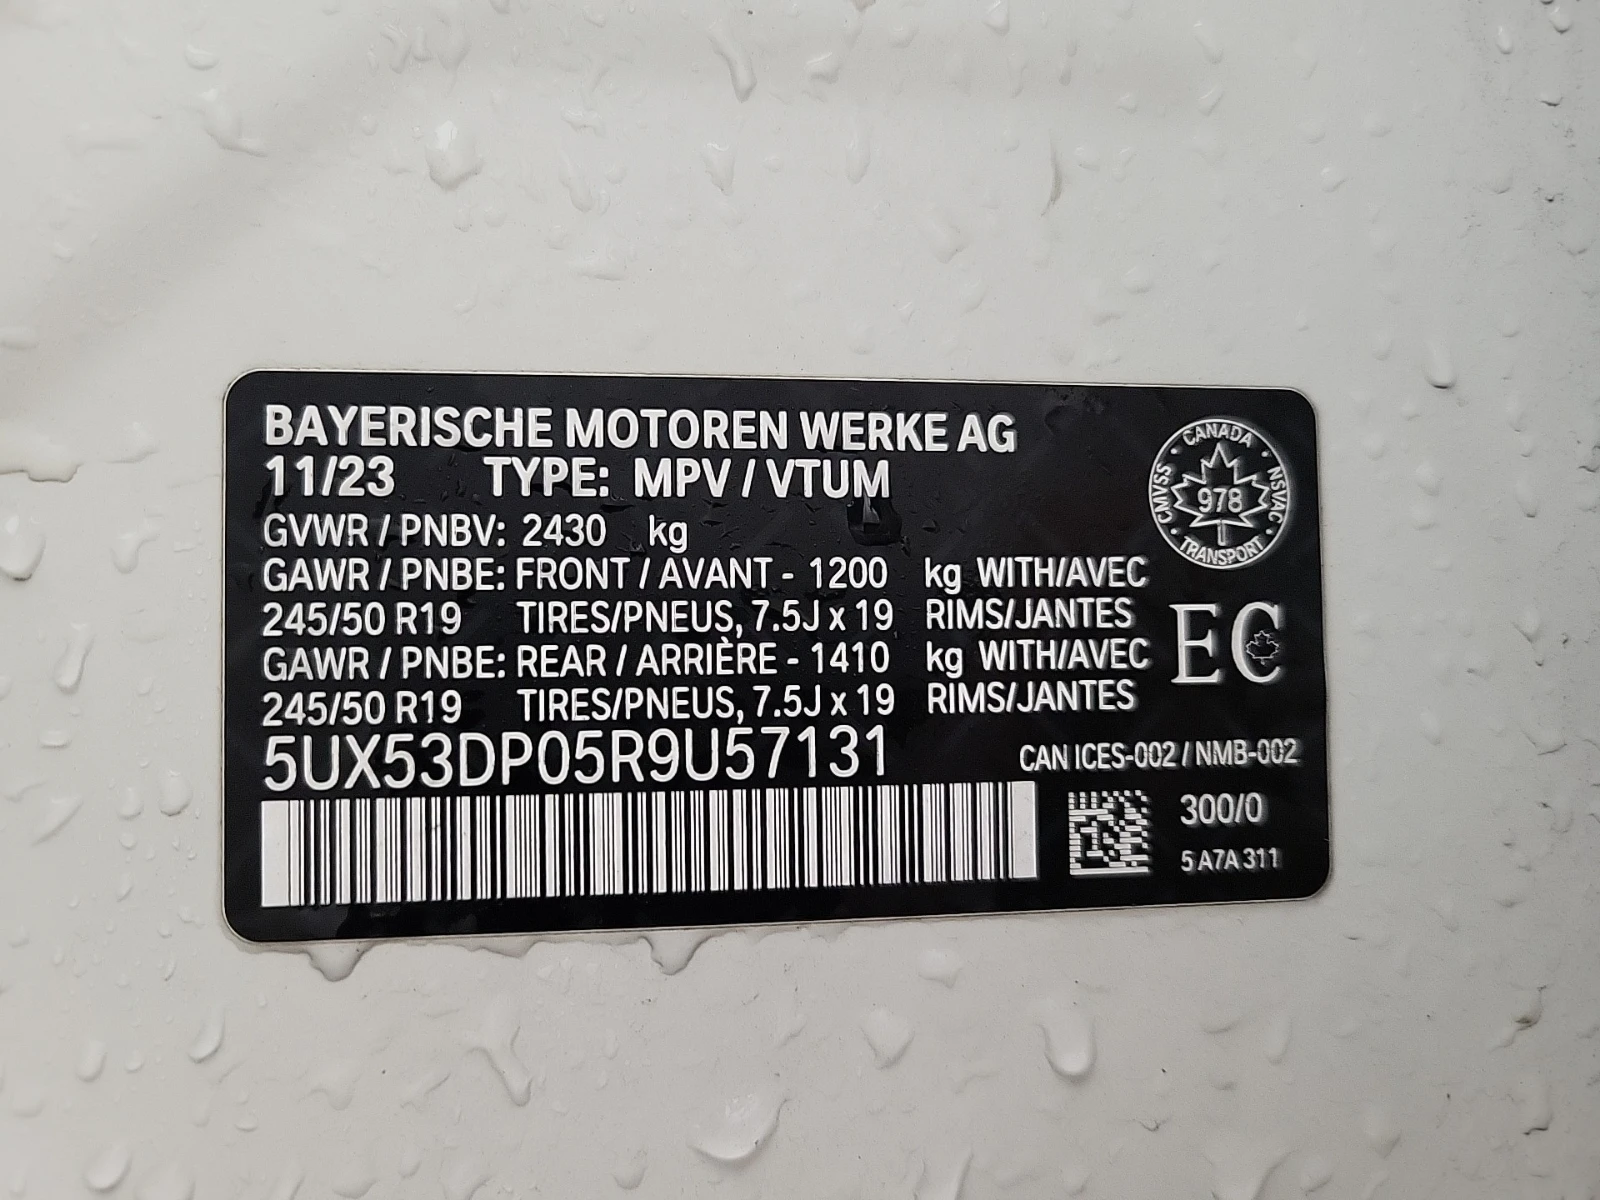 BAYERISCHE MOTOREN WERKE AG
11/23 TYPE: MPV / VTUM
GVWR / PNBV: 2430 kg
GAWR / PNBE: FRONT / AVANT - 1200 kg WITH/AVEC
245/50 R19 TIRES/PNEUS, 7.5J x 19 RIMS/JANTES
GAWR / PNBE: REAR / ARRIÈRE - 1410 kg WITH/AVEC
245/50 R19 TIRES/PNEUS, 7.5J x 19 RIMS/JANTES
5UX53DP05R9U57131
CANADA
CMVSS 978 NSVAC
TRANSPORT
EC
CAN ICES-002 / NMB-002
300/0
5 A7A 311